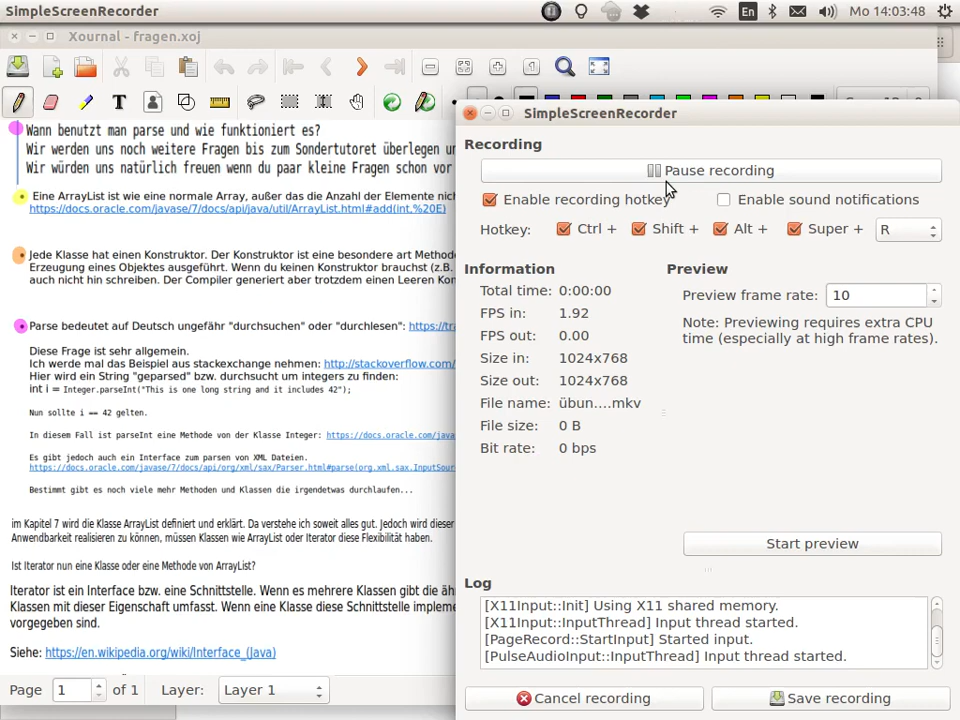 SimpleScreenRecorder
En
Mo 14:03:48
Xournal - fragen.xoj
Wann benutzt man parse und wie funktioniert es?
Wir werden uns noch weitere Fragen bis zum Sondertutoret überlegen
Wir würden uns natürlich freuen wenn du paar kleine Fragen schon vor
Eine ArrayList ist wie eine normale Array, außer das die Anzahl der Elemente
https://docs.oracle.com/javase/7/docs/api/java/util/ArrayList.html#add(int,%20E)
Jede Klasse hat einen Konstruktor. Der Konstruktor ist eine besondere art
Erzeugung eines Objektes ausgeführt. Wenn du keinen Konstruktor brauchst (z.B.
auch nicht hin schreiben. Der Compiler generiert aber trotzdem einen Leeren
Parse bedeutet auf Deutsch ungefähr "durchsuchen" oder "durchlesen":
Diese Frage ist sehr allgemein.
Ich werde mal das Beispiel aus stackexchange nehmen: http://stackoverflow.com/
Hier wird ein String "geparsed" bzw. durchsucht um integers zu finden:
int i = Integer.parseInt("This is one long string and it includes 42");
Nun sollte i == 42 gelten.
In diesem Fall ist parseInt eine Methode von der Klasse Integer: https://docs.oracle.com/java
Es gibt jedoch auch ein Interface zum parsen von XML Dateien.
https://docs.oracle.com/javase/7/docs/api/org/xml/sax/Parser.html#parse(org.xml.sax.InputSour
Bestimmt gibt es noch viele mehr Methoden und Klassen die irgendetwas durchlaufen...
im Kapitel 7 wird die Klasse ArrayList definiert und erklärt. Da verstehe ich soweit alles gut. Jedoch wird dieser
Anwendbarkeit realisieren zu können, müssen Klassen wie ArrayList oder Iterator diese Flexibilität haben.
Ist Iterator nun eine Klasse oder eine Methode von ArrayList?
Iterator ist ein Interface bzw. eine Schnittstelle. Wenn es mehrere Klassen gibt die
Klassen mit dieser Eigenschaft umfasst. Wenn eine Klasse diese Schnittstelle
vorgegeben sind.
Siehe: https://en.wikipedia.org/wiki/Interface_(Java)
Page 1 of 1 Layer: Layer 1
SimpleScreenRecorder
Recording
Pause recording
Enable recording hotkey Enable sound notifications
Hotkey: Ctrl + Shift + Alt + Super + R
Information
Total time: 0:00:00
FPS in: 1.92
FPS out: 0.00
Size in: 1024x768
Size out: 1024x768
File name: übun....mkv
File size: 0 B
Bit rate: 0 bps
Preview
Preview frame rate: 10
Note: Previewing requires extra CPU
time (especially at high frame rates).
Start preview
Log
[X11Input::Init] Using X11 shared memory.
[X11Input::InputThread] Input thread started.
[PageRecord::StartInput] Started input.
[PulseAudioInput::InputThread] Input thread started.
Cancel recording
Save recording